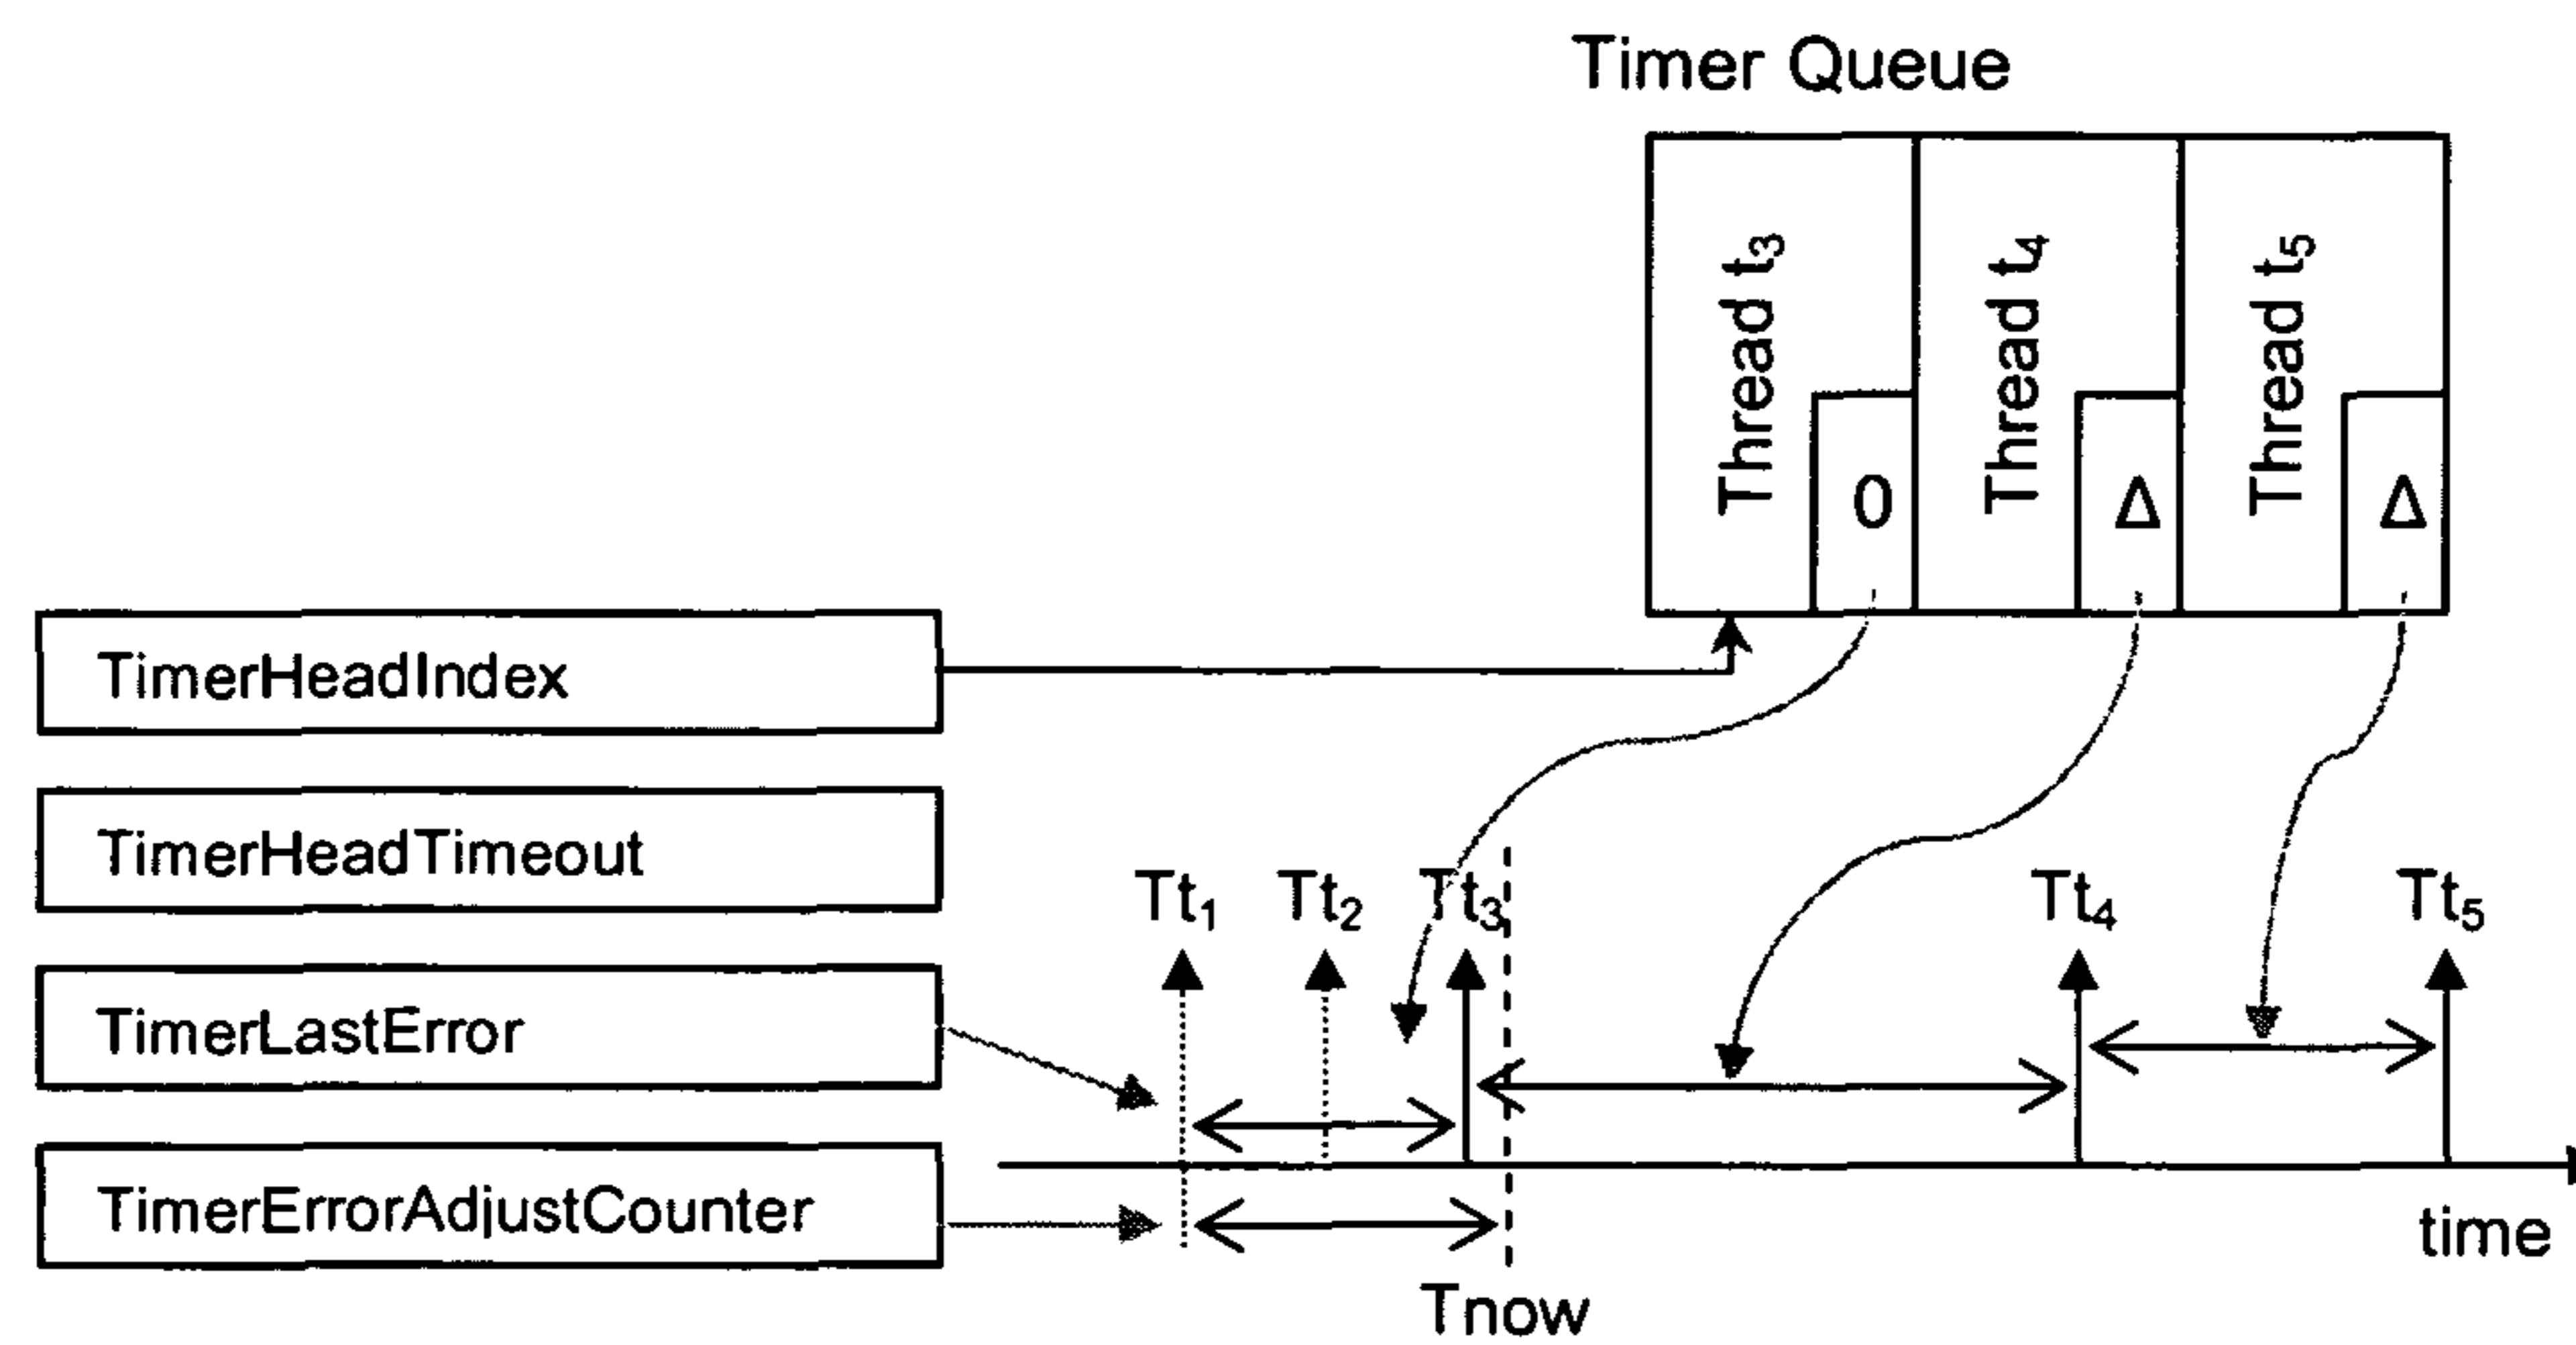 Timer Queue
Thread t₃
0
Thread t₄
Δ
Thread t₅
Δ
TimerHeadIndex
TimerHeadTimeout
TimerLastError
TimerErrorAdjustCounter
Tt₁ Tt₂ Tt₃ Tt₄ Tt₅
time
Tnow